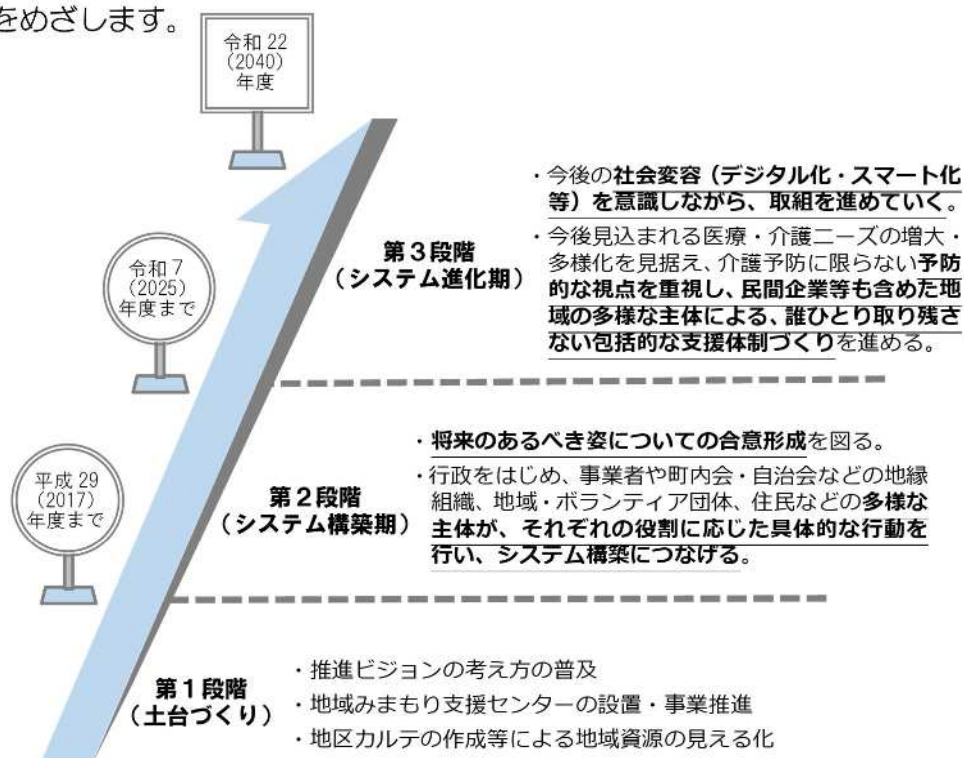 をめざします。
令和 22
（2040）
年度
・今後の社会変容（デジタル化・スマート化
等）を意識しながら、取組を進めていく。
・今後見込まれる医療・介護ニーズの増大・
多様化を見据え、介護予防に限らない予防
的な視点を重視し、民間企業等も含めた地
域の多様な主体による、誰ひとり取り残さ
ない包括的な支援体制づくりを進める。
第３段階
（システム進化期）
令和 7
（2025）
年度まで
・将来のあるべき姿についての合意形成を図る。
・行政をはじめ、事業者や町内会・自治会などの地縁
組織、地域・ボランティア団体、住民などの多様な
主体が、それぞれの役割に応じた具体的な行動を
行い、システム構築につなげる。
第２段階
（システム構築期）
平成 29
（2017）
年度まで
第１段階
（土台づくり）
・推進ビジョンの考え方の普及
・地域みまもり支援センターの設置・事業推進
・地区カルテの作成等による地域資源の見える化